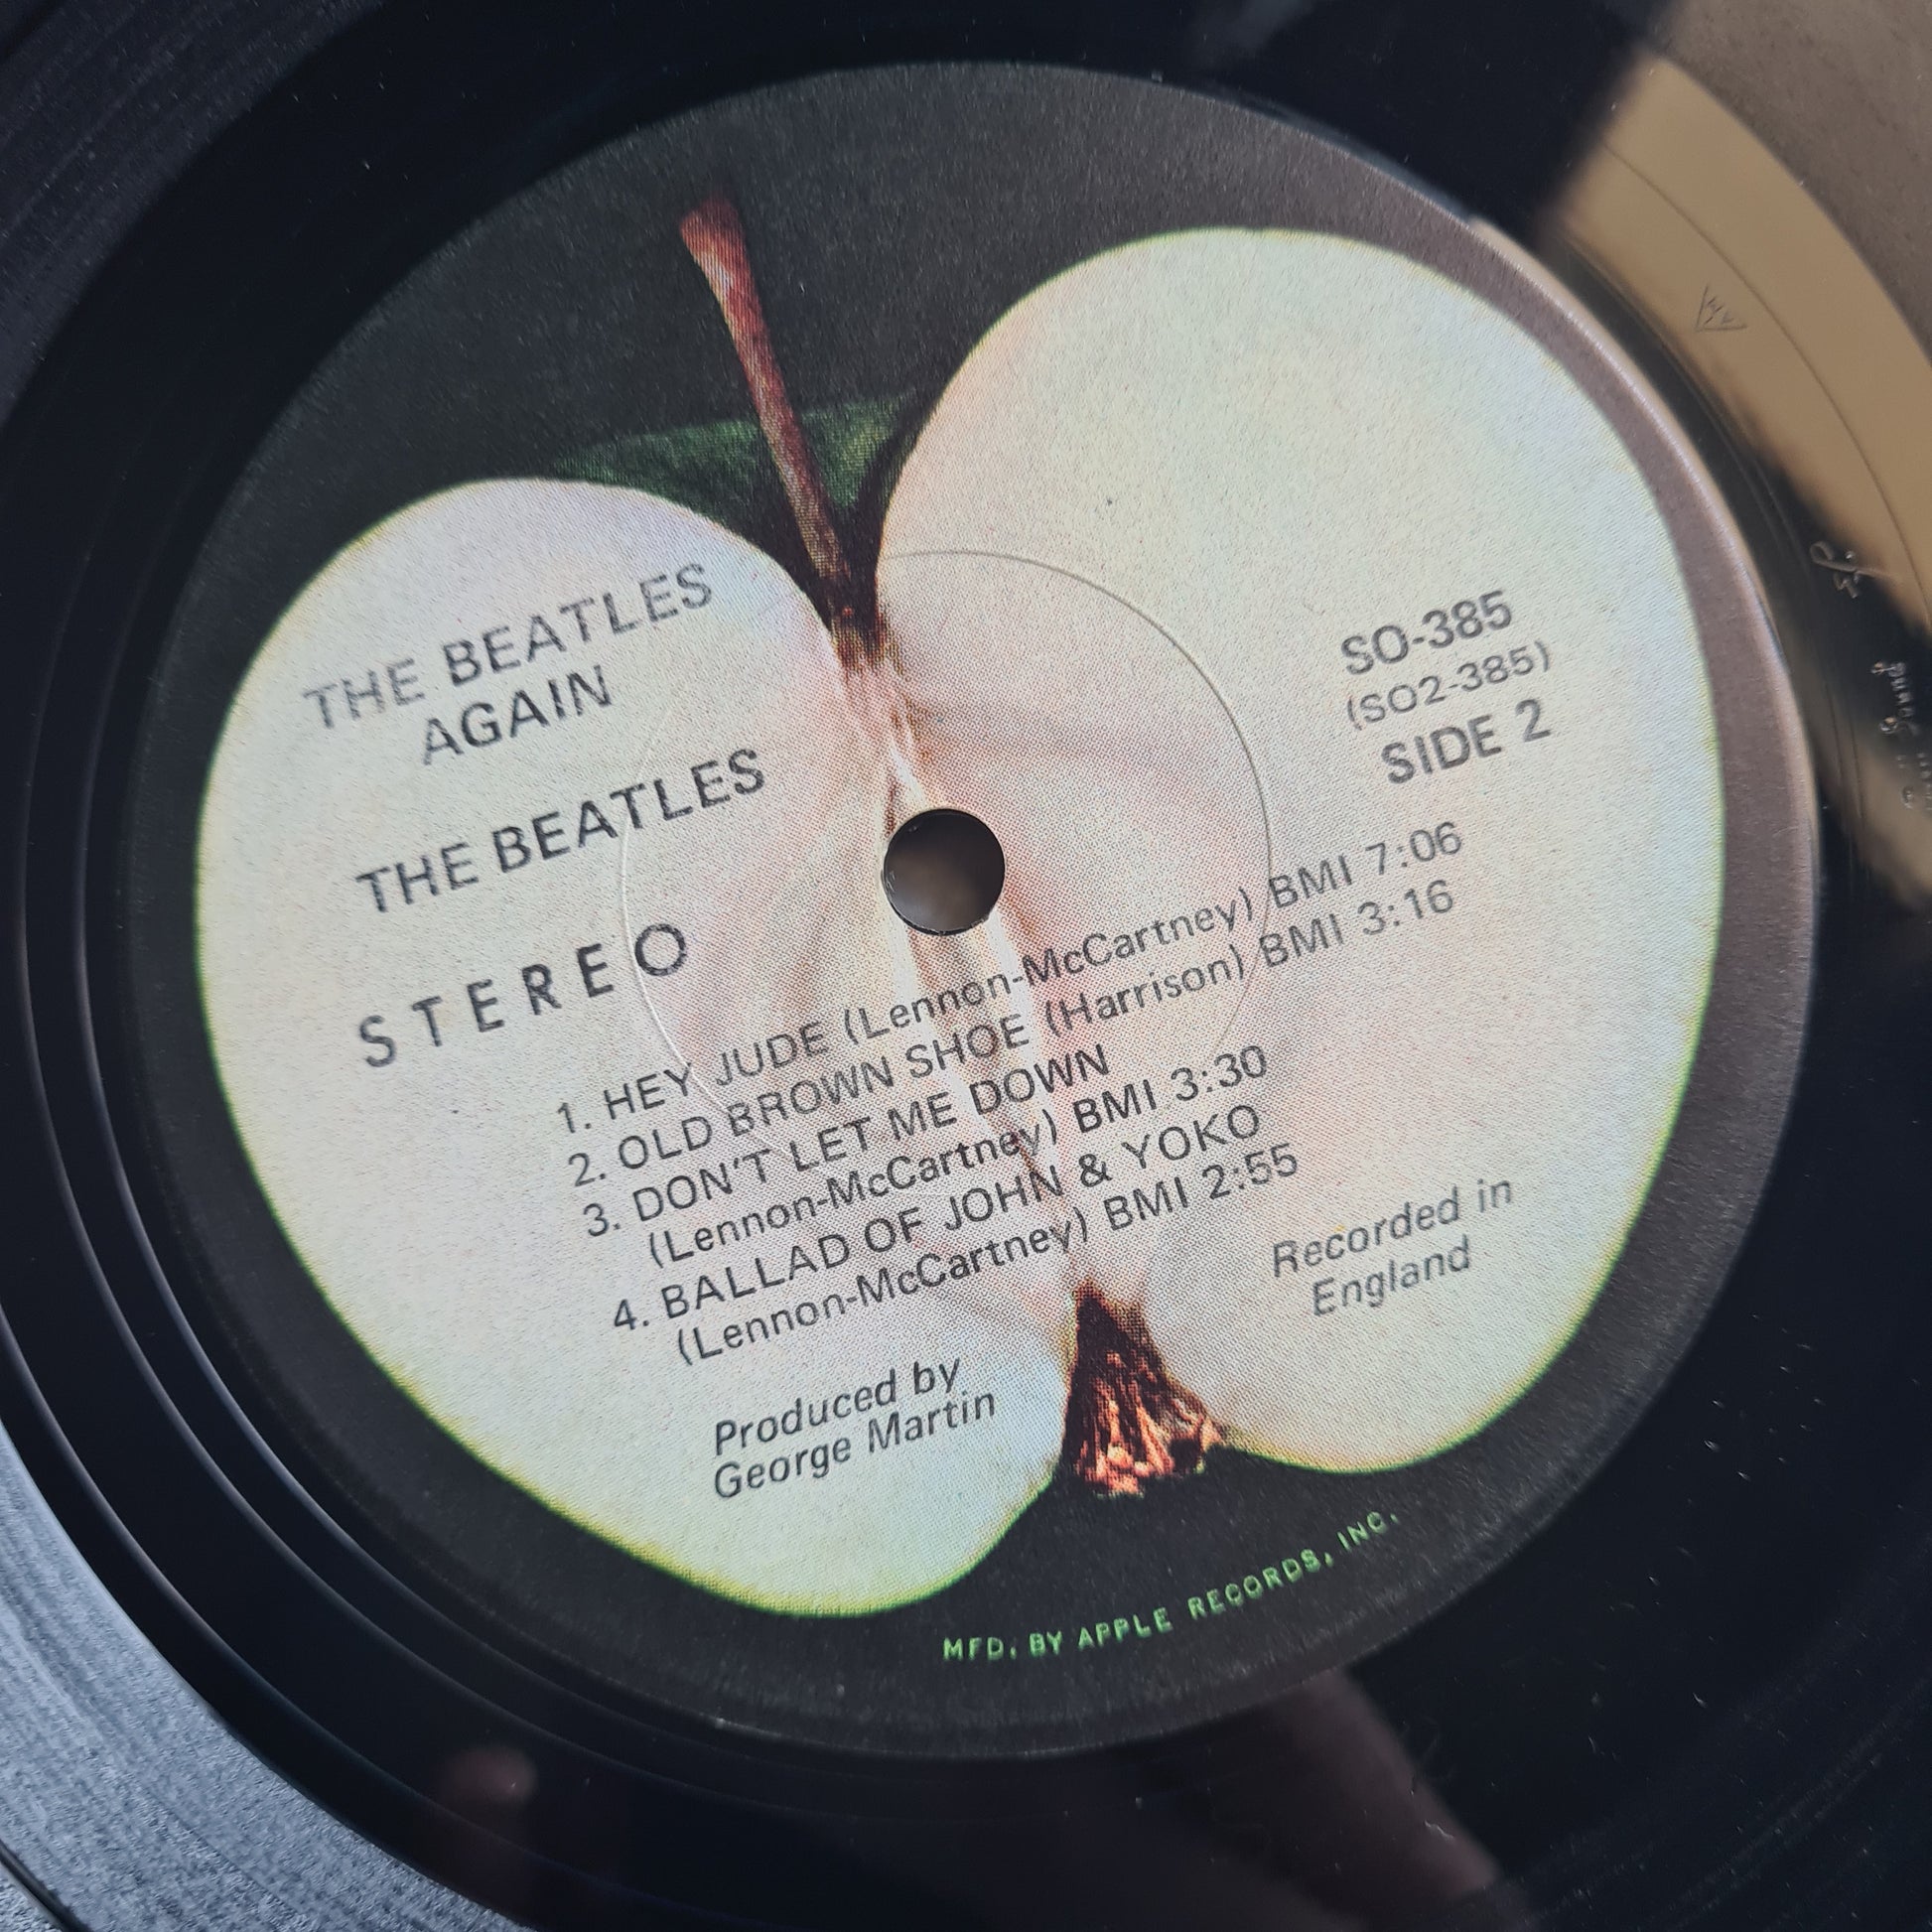 THE BEATLES
AGAIN
THE BEATLES
STEREO
SO-385
(SO2-385)
SIDE 2
1. HEY JUDE (Lennon-McCartney) BMI 7:06
2. OLD BROWN SHOE (Harrison) BMI 3:16
3. DON'T LET ME DOWN
(Lennon-McCartney) BMI 3:30
4. BALLAD OF JOHN & YOKO
(Lennon-McCartney) BMI 2:55
Recorded in
England
Produced by
George Martin
MFD. BY APPLE RECORDS, INC.